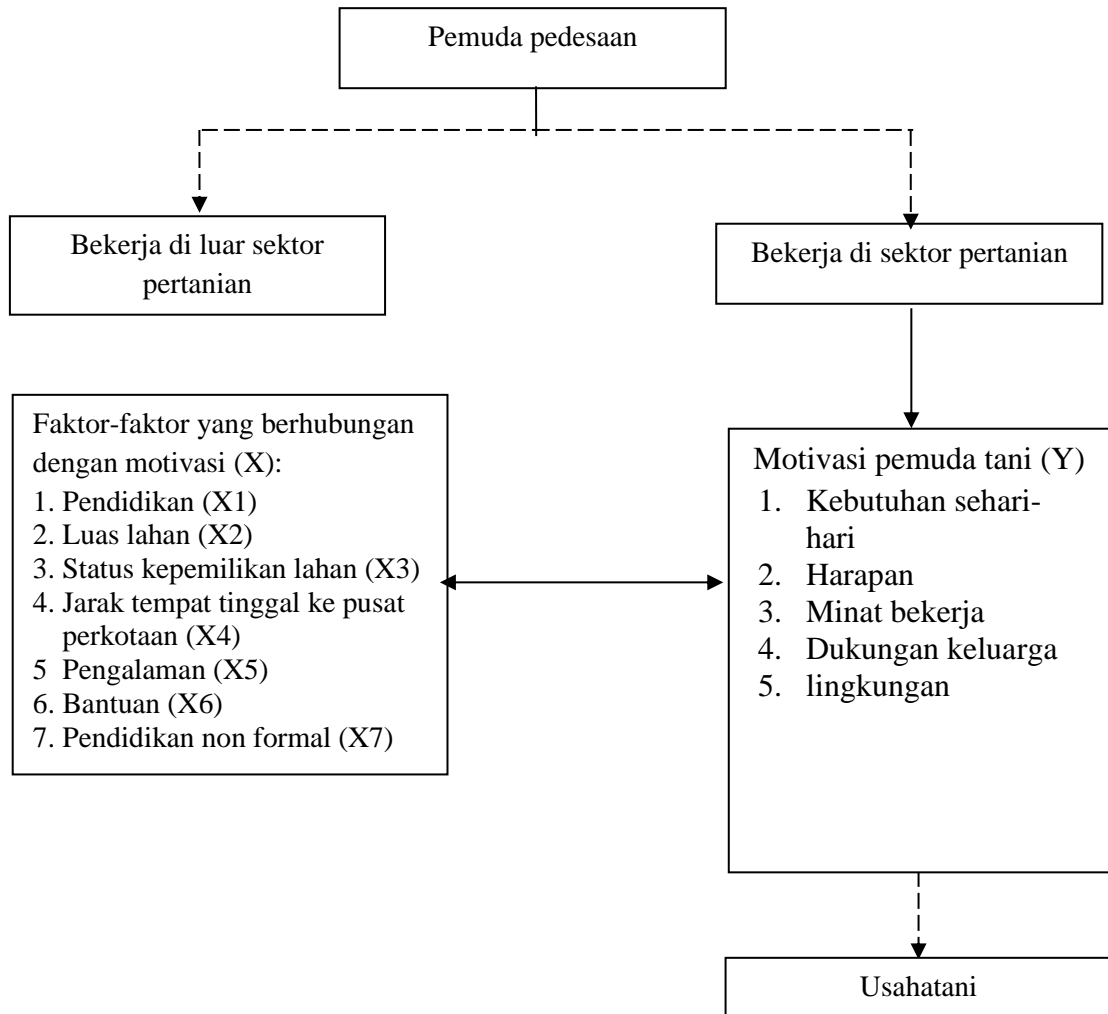 Pemuda pedesaan
Bekerja di luar sektor
pertanian
Bekerja di sektor pertanian
Faktor-faktor yang berhubungan
dengan motivasi (X):
1. Pendidikan (X1)
2. Luas lahan (X2)
3. Status kepemilikan lahan (X3)
4. Jarak tempat tinggal ke pusat
perkotaan (X4)
5 Pengalaman (X5)
6. Bantuan (X6)
7. Pendidikan non formal (X7)
Motivasi pemuda tani (Y)
1. Kebutuhan sehari-
hari
2. Harapan
3. Minat bekerja
4. Dukungan keluarga
5. lingkungan
Usahatani